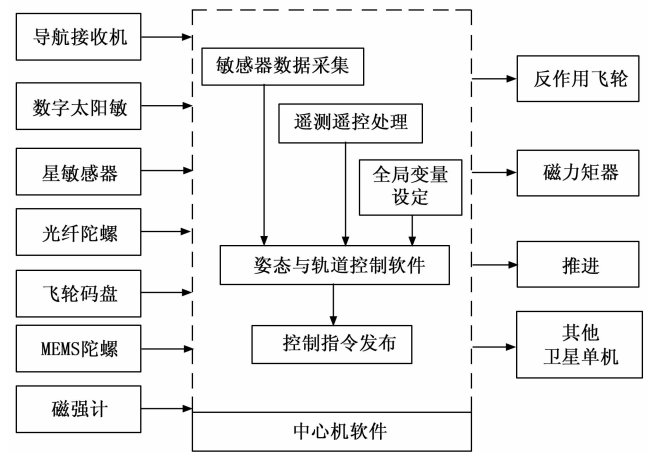 导航接收机
数字太阳敏
星敏感器
光纤陀螺
飞轮码盘
MEMS陀螺
磁强计
敏感器数据采集
遥测遥控处理
全局变量
设定
姿态与轨道控制软件
控制指令发布
中心机软件
反作用飞轮
磁力矩器
推进
其他
卫星单机